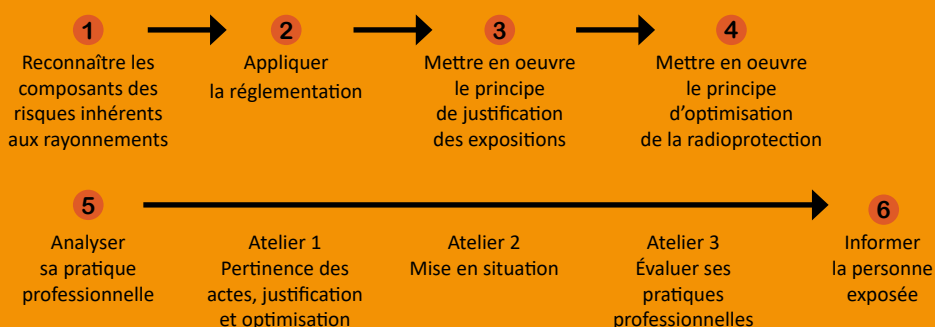 1
Reconnaître les
composants des
risques inhérents
aux rayonnements
2
Appliquer
la réglementation
3
Mettre en oeuvre
le principe
de justification
des expositions
4
Mettre en oeuvre
le principe
d'optimisation
de la radioprotection
5
Analyser
sa pratique
professionnelle
Atelier 1
Pertinence des
actes, justification
et optimisation
Atelier 2
Mise en situation
Atelier 3
Évaluer ses
pratiques
professionnelles
6
Informer
la personne
exposée